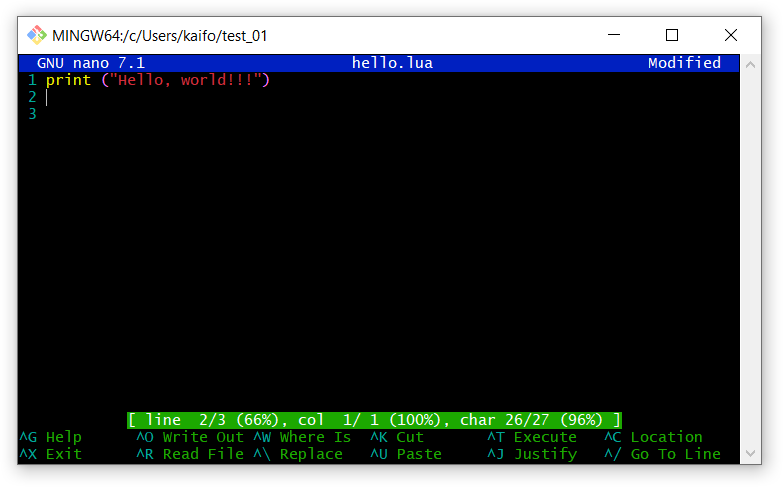 MINGW64:/c/Users/kaifo/test_01
GNU nano 7.1 hello.lua Modified
1 print ("Hello, world!!!")
2
3
[ line  2/3 (66%), col  1/ 1 (100%), char 26/27 (96%) ]
^G Help ^O Write Out ^W Where Is ^K Cut ^T Execute ^C Location
^X Exit ^R Read File ^\ Replace ^U Paste ^J Justify ^/ Go To Line